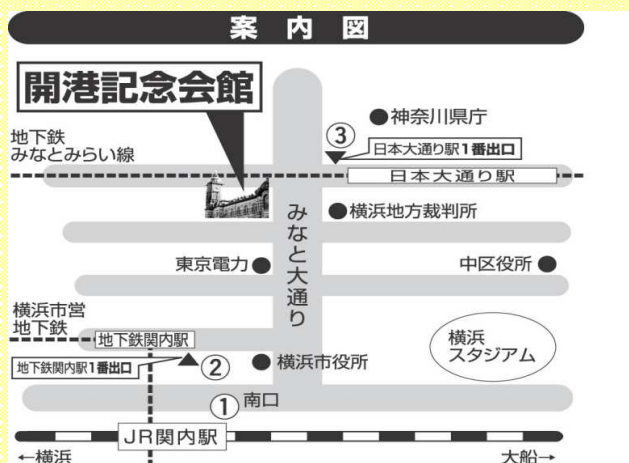 案内図
開港記念会館
神奈川県庁
③
地下鉄
みなとみらい線
日本大通り駅1番出口
日本大通り駅
みなと大通り
横浜地方裁判所
東京電力
中区役所
横浜市営
地下鉄
地下鉄関内駅
横浜
スタジアム
地下鉄関内駅1番出口
②
横浜市役所
①
南口
JR関内駅
←横浜
大船→